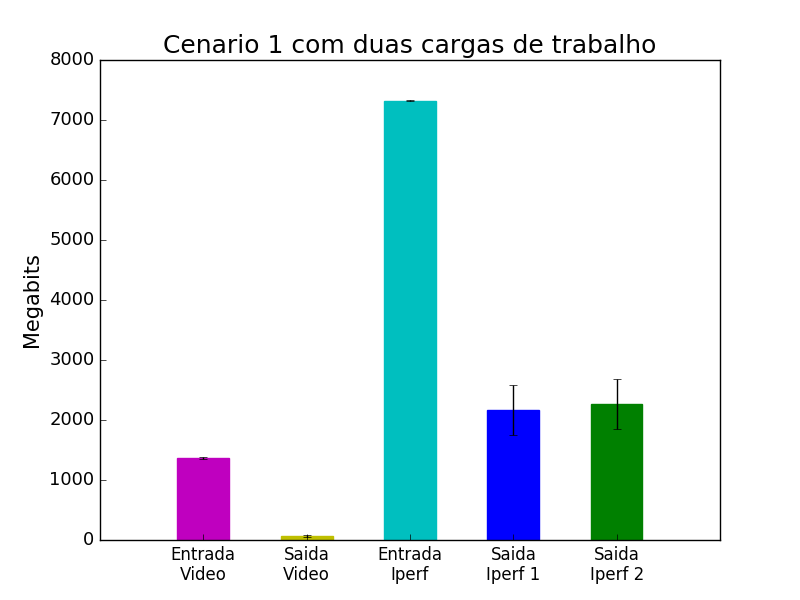 Cenario 1 com duas cargas de trabalho
8000
7000
6000
5000
4000
3000
2000
1000
0
Megabits
Entrada
Video
Saida
Video
Entrada
Iperf
Saida
Iperf 1
Saida
Iperf 2